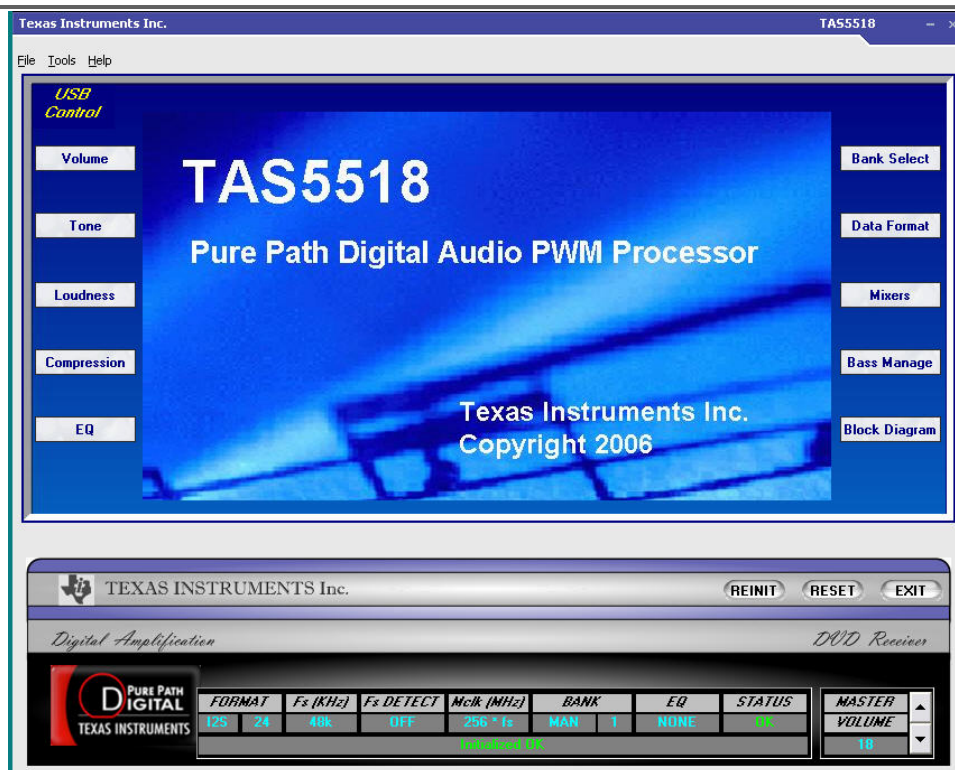 Texas Instruments Inc. TAS5518
File Tools Help
USB
Control
Volume
Tone
Loudness
Compression
EQ
TAS5518
Pure Path Digital Audio PWM Processor
Texas Instruments Inc.
Copyright 2006
Bank Select
Data Format
Mixers
Bass Manage
Block Diagram
TEXAS INSTRUMENTS Inc. REINIT RESET EXIT
Digital Amplification DVD Receiver
PURE PATH
DIGITAL
TEXAS INSTRUMENTS
FORMAT Fs (KHz) Fs DETECT Mclk (MHz) BANK EQ STATUS MASTER
I2S 24 48k OFF 256 * fs MAN 1 NONE OK VOLUME
Initialized OK 18